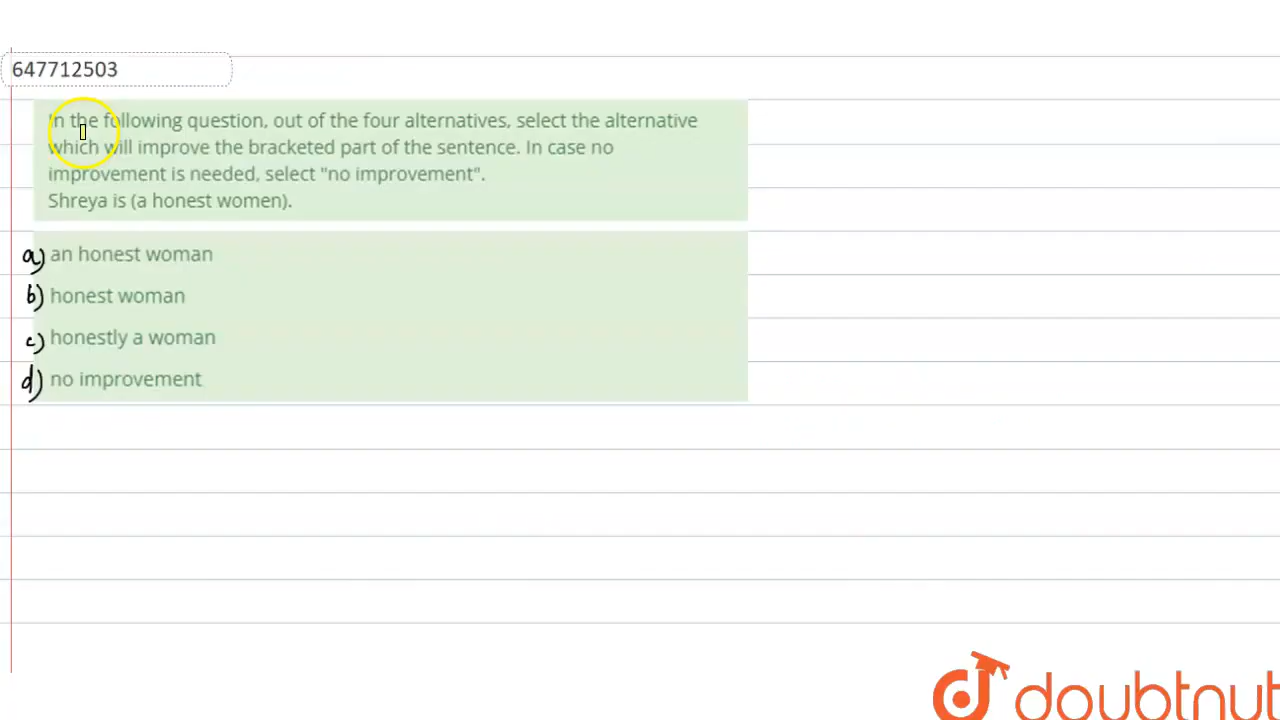 647712503
In the following question, out of the four alternatives, select the alternative
which will improve the bracketed part of the sentence. In case no
improvement is needed, select "no improvement".
Shreya is (a honest women).
a) an honest woman
b) honest woman
c) honestly a woman
d) no improvement
doubtnut